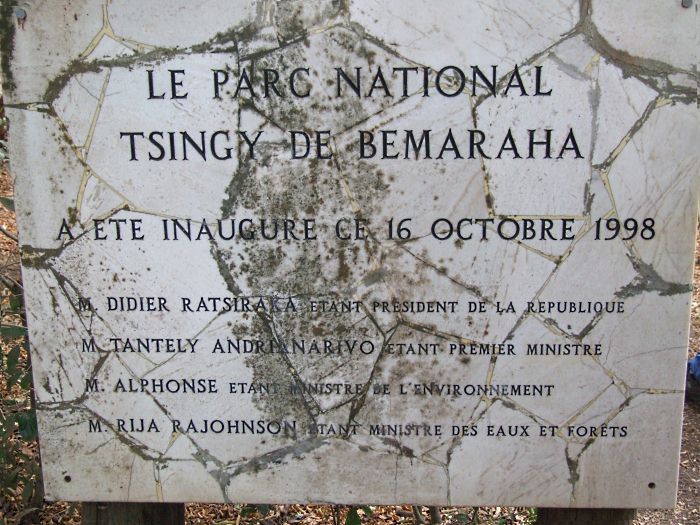 LE PARC NATIONAL
TSINGY DE BEMARAHA
A ETE INAUGURE CE 16 OCTOBRE 1998
M. DIDIER RATSIRAKA ETANT PRESIDENT DE LA REPUBLIQUE
M. TANTELY ANDRIANARIVO ETANT PREMIER MINISTRE
M. ALPHONSE ETANT MINISTRE DE L'ENVIRONNEMENT
M. RIJA RAJOHNSON ETANT MINISTRE DES EAUX ET FORÊTS